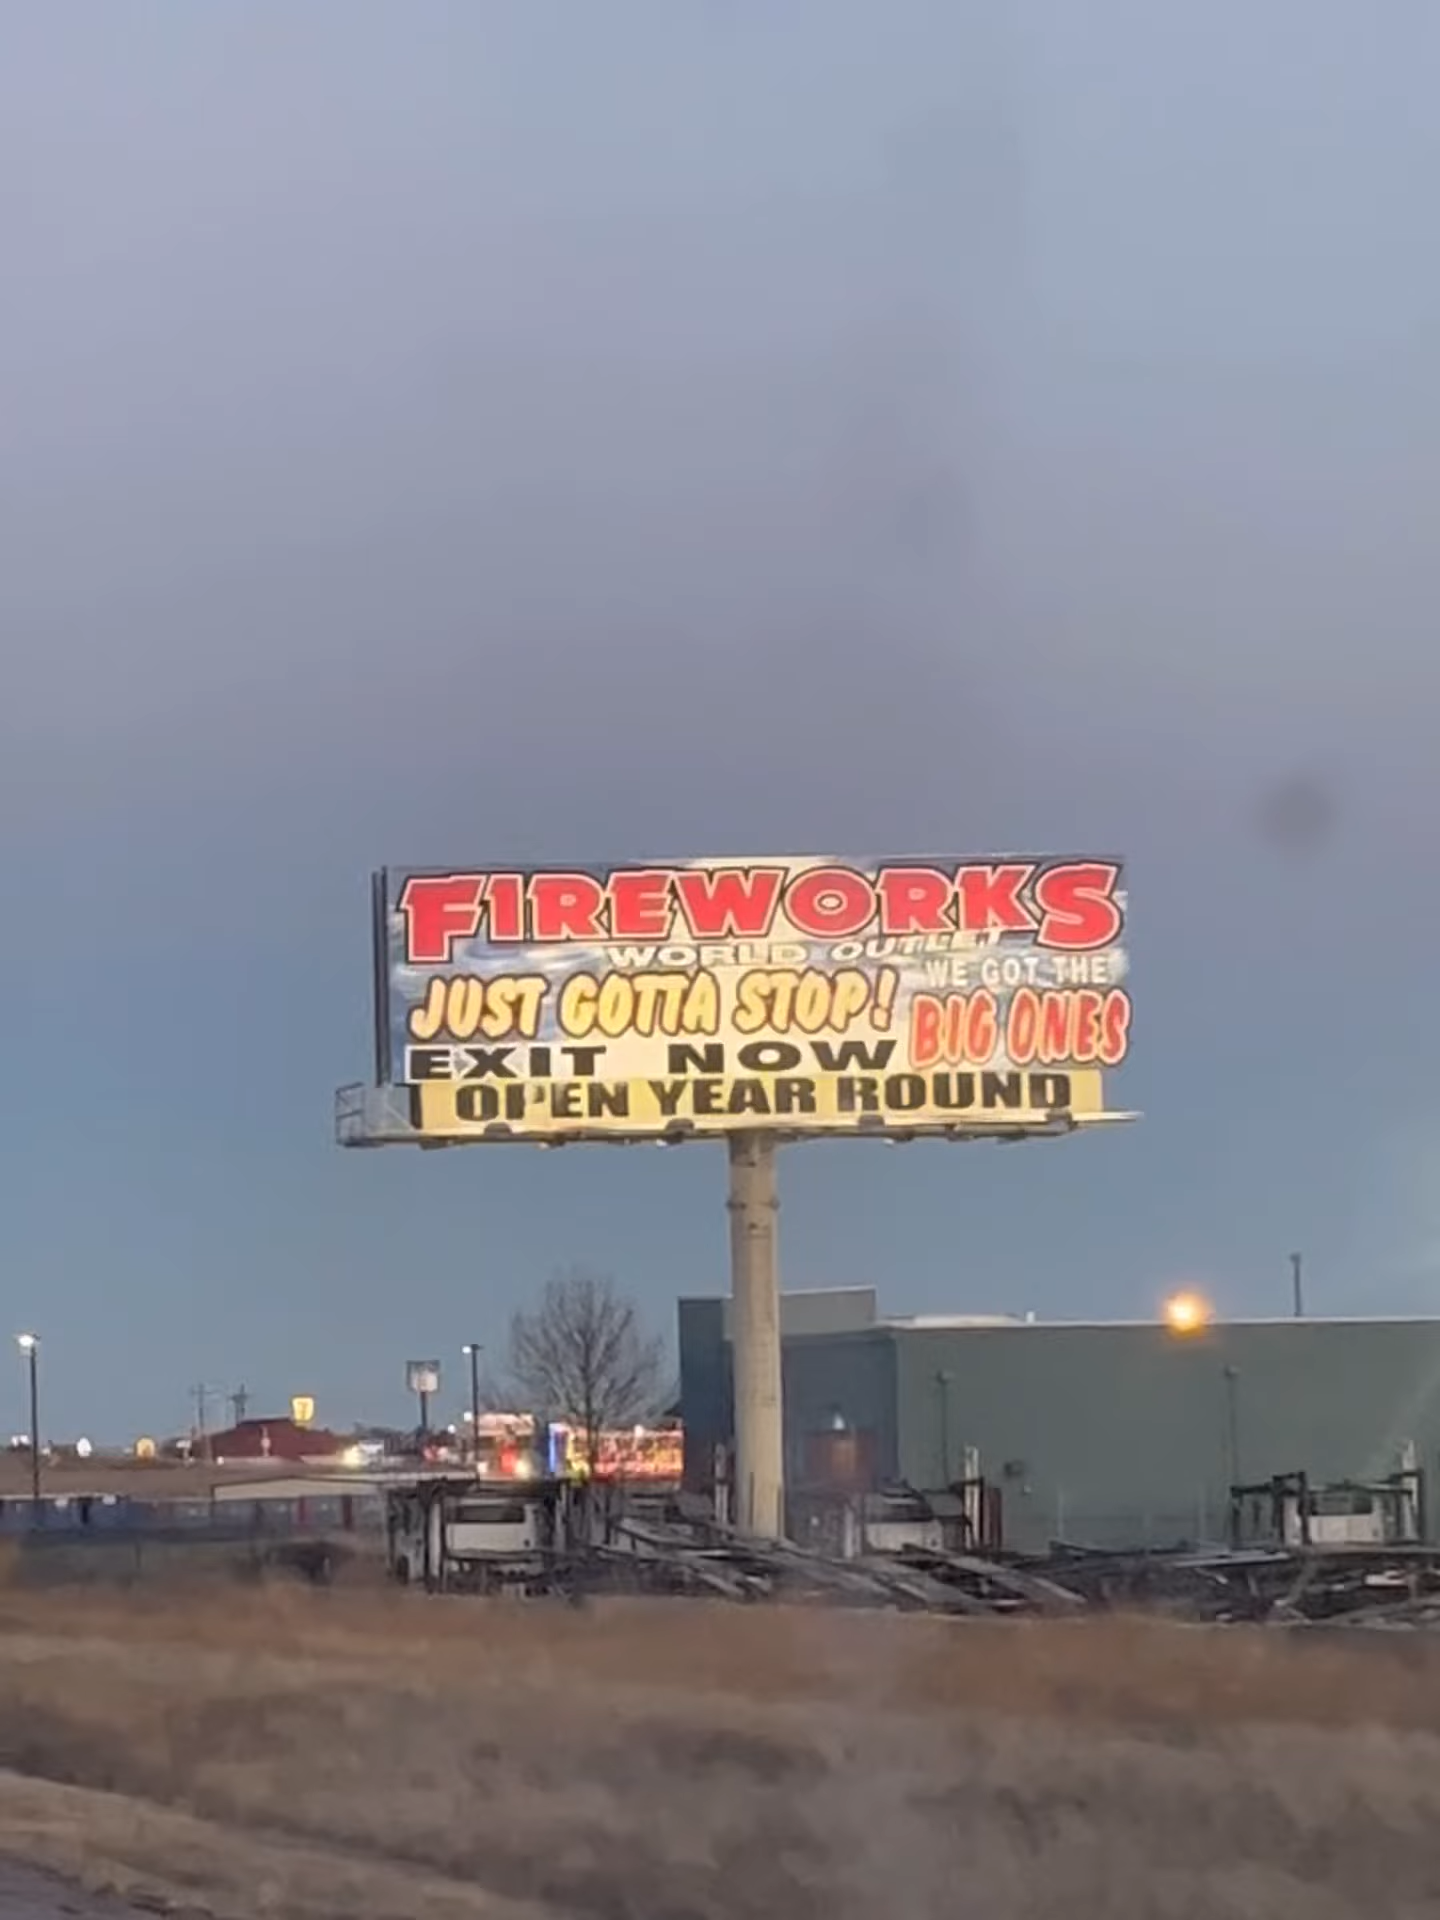 FIREWORKS
WORLD OUTLET
WE GOT THE
JUST GOTTA STOP!
BIG ONES
EXIT NOW
OPEN YEAR ROUND